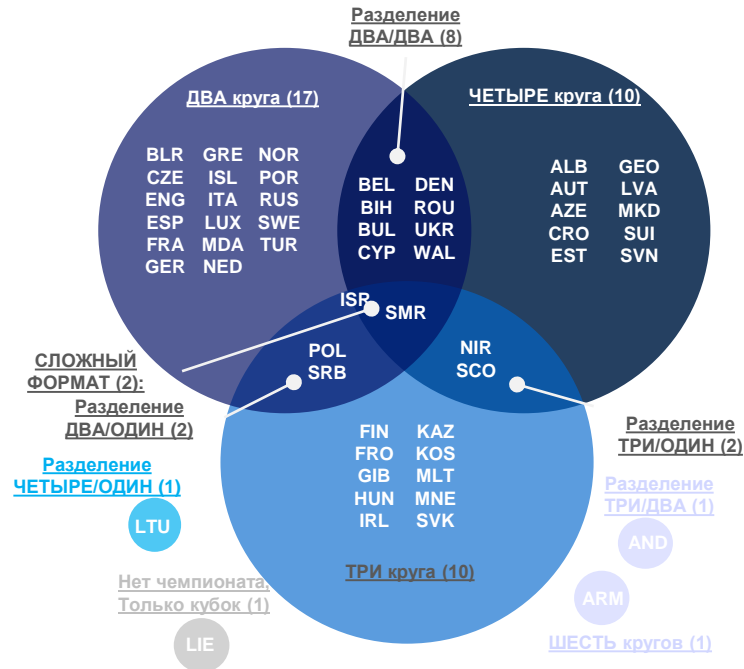 Разделение
ДВА/ДВА (8)
ДВА круга (17)
ЧЕТЫРЕ круга (10)
BLR GRE NOR
CZE ISL POR
ENG ITA RUS
ESP LUX SWE
FRA MDA TUR
GER NED
BEL DEN
BIH ROU
BUL UKR
CYP WAL
ALB GEO
AUT LVA
AZE MKD
CRO SUI
EST SVN
ISR
SMR
POL
SRB
NIR
SCO
СЛОЖНЫЙ
ФОРМАТ (2):
Разделение
ДВА/ОДИН (2)
Разделение
ТРИ/ОДИН (2)
FIN KAZ
FRO KOS
GIB MLT
HUN MNE
IRL SVK
ТРИ круга (10)
Разделение
ЧЕТЫРЕ/ОДИН (1)
LTU
Разделение
ТРИ/ДВА (1)
AND
Нет чемпионата,
Только кубок (1)
LIE
ARM
ШЕСТЬ кругов (1)